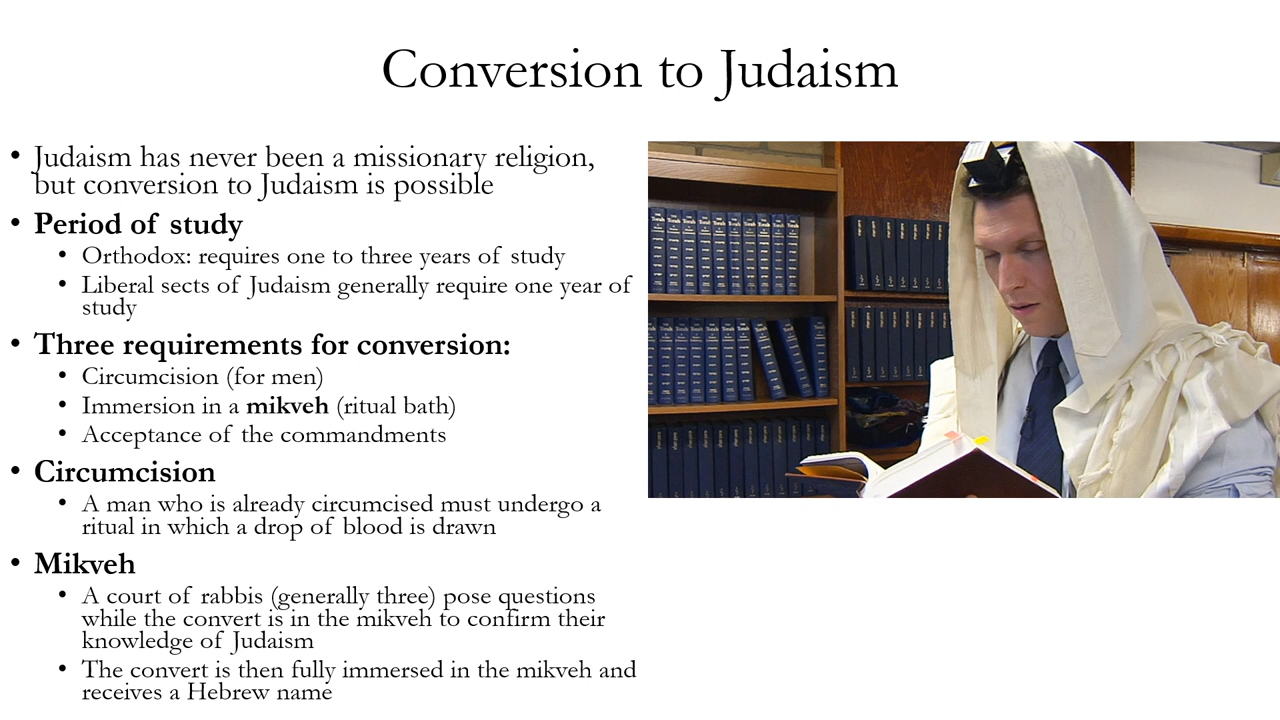 Conversion to Judaism
• Judaism has never been a missionary religion,
but conversion to Judaism is possible
• Period of study
• Orthodox: requires one to three years of study
• Liberal sects of Judaism generally require one year of
study
• Three requirements for conversion:
• Circumcision (for men)
• Immersion in a mikveh (ritual bath)
• Acceptance of the commandments
• Circumcision
• A man who is already circumcised must undergo a
ritual in which a drop of blood is drawn
• Mikveh
• A court of rabbis (generally three) pose questions
while the convert is in the mikveh to confirm their
knowledge of Judaism
• The convert is then fully immersed in the mikveh and
receives a Hebrew name